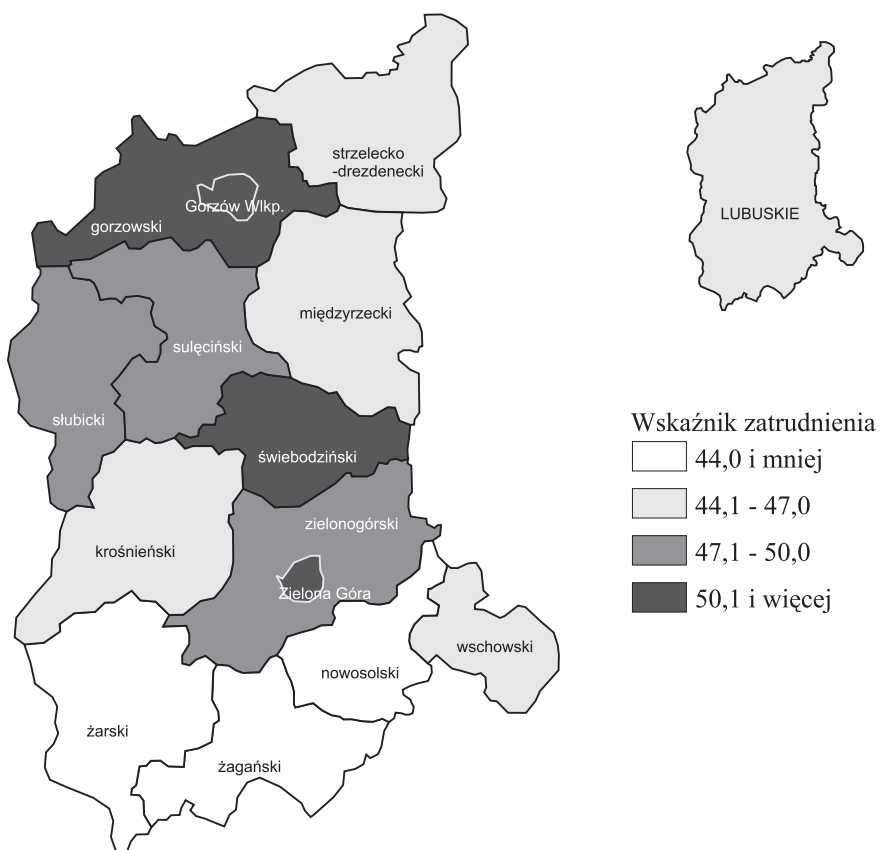 strzelecko
-drezdenecki
Gorzów Wlkp.
gorzowski
LUBUSKIE
międzyrzecki
sulęciński
słubicki
świebodziński
zielonogórski
krośnieński
Zielona Góra
wschowski
nowosolski
żarski
żagański
Wskaźnik zatrudnienia
44,0 i mniej
44,1 - 47,0
47,1 - 50,0
50,1 i więcej